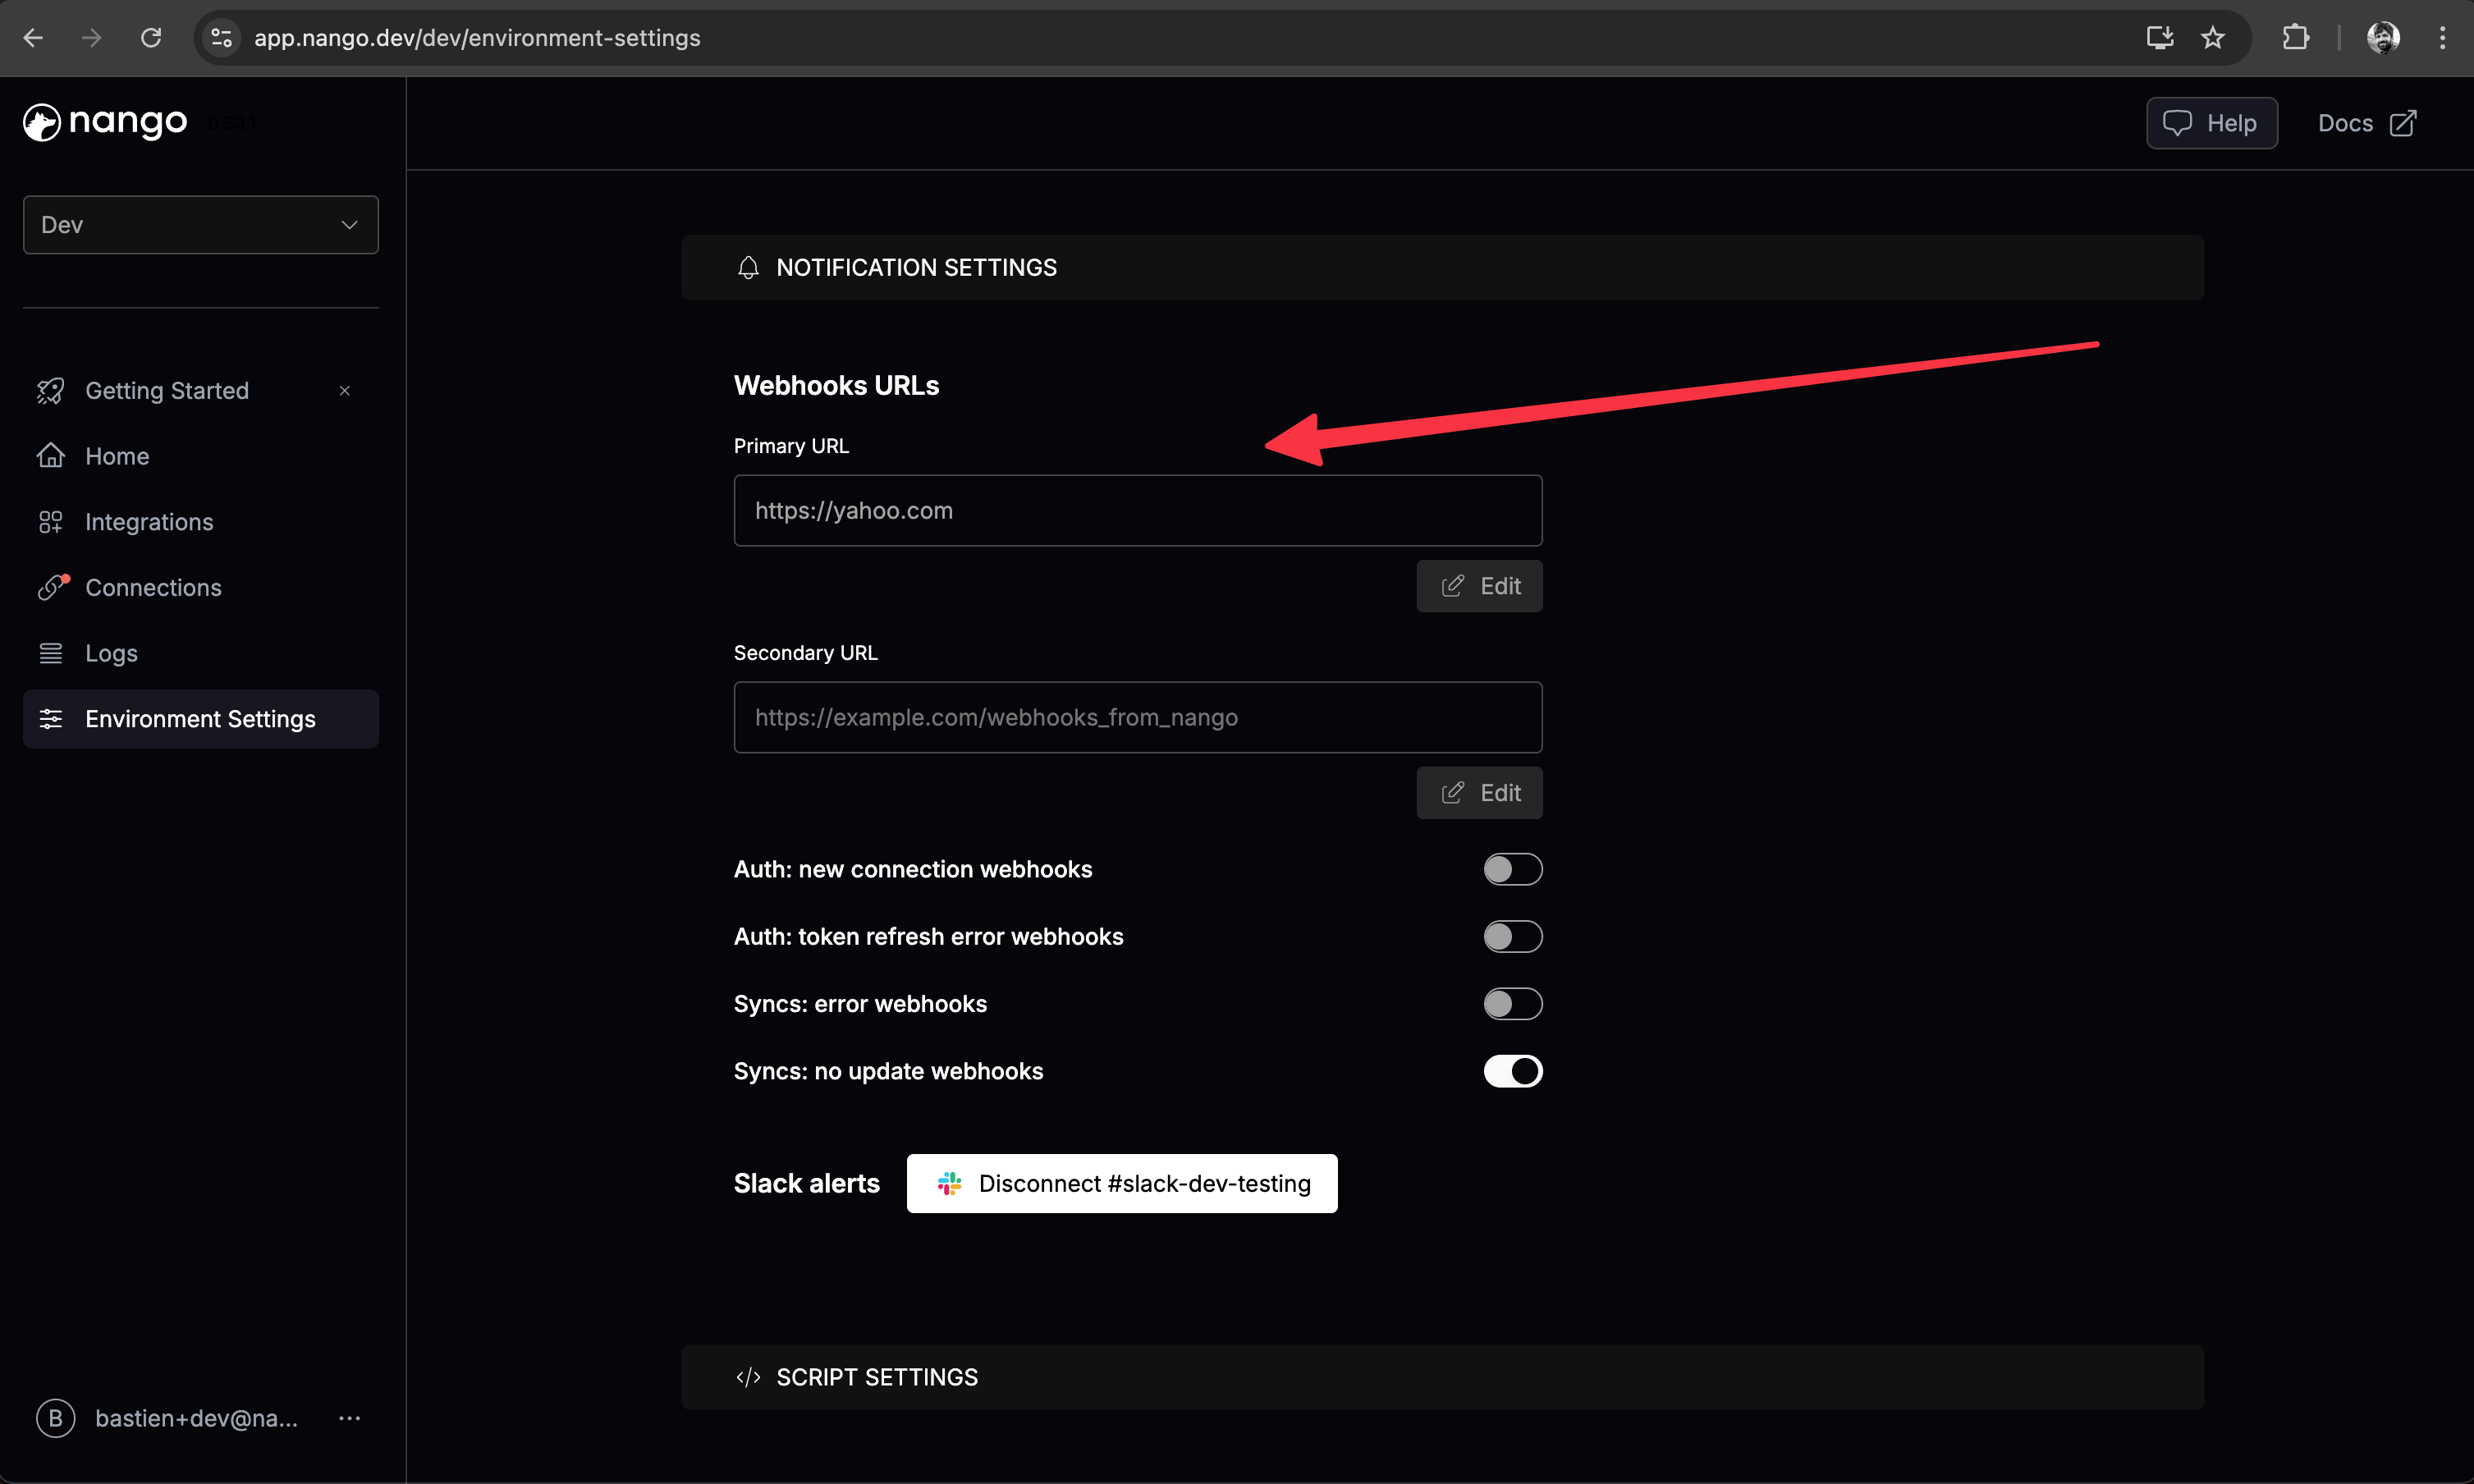 app.nango.dev/dev/environment-settings
nango 0.53.1
Help
Docs
Dev
Getting Started
Home
Integrations
Connections
Logs
Environment Settings
B bastien+dev@na...
NOTIFICATION SETTINGS
Webhooks URLs
Primary URL
https://yahoo.com
Edit
Secondary URL
https://example.com/webhooks_from_nango
Edit
Auth: new connection webhooks
Auth: token refresh error webhooks
Syncs: error webhooks
Syncs: no update webhooks
Slack alerts
Disconnect #slack-dev-testing
</> SCRIPT SETTINGS